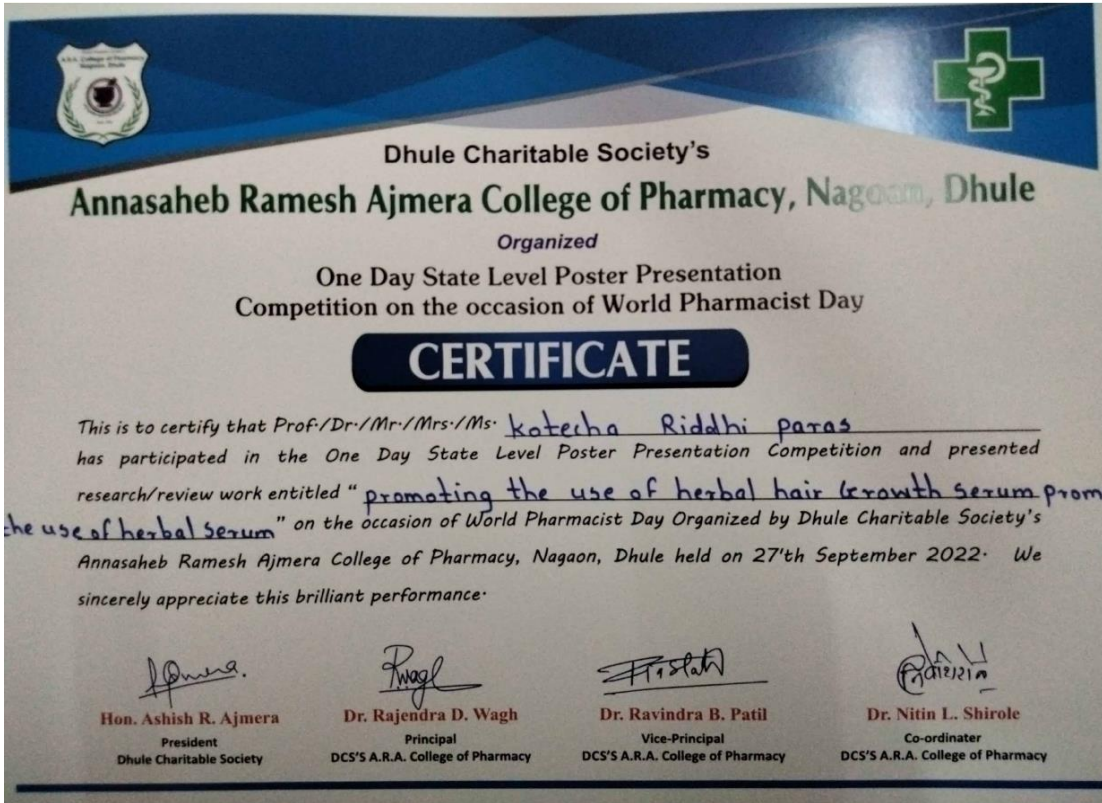 A.R.A. College of Pharmacy
Nagaon, Dhule
Dhule Charitable Society's
Annasaheb Ramesh Ajmera College of Pharmacy, Nagoan, Dhule
Organized
One Day State Level Poster Presentation
Competition on the occasion of World Pharmacist Day
CERTIFICATE
This is to certify that Prof./Dr./Mr./Mrs./Ms. Kotecha Riddhi paras
has participated in the One Day State Level Poster Presentation Competition and presented
research/review work entitled " promoting the use of herbal hair Growth serum prom
the use of herbal serum " on the occasion of World Pharmacist Day Organized by Dhule Charitable Society's
Annasaheb Ramesh Ajmera College of Pharmacy, Nagaon, Dhule held on 27'th September 2022. We
sincerely appreciate this brilliant performance.
Hon. Ashish R. Ajmera
President
Dhule Charitable Society
Dr. Rajendra D. Wagh
Principal
DCS'S A.R.A. College of Pharmacy
Dr. Ravindra B. Patil
Vice-Principal
DCS'S A.R.A. College of Pharmacy
Dr. Nitin L. Shirole
Co-ordinater
DCS'S A.R.A. College of Pharmacy